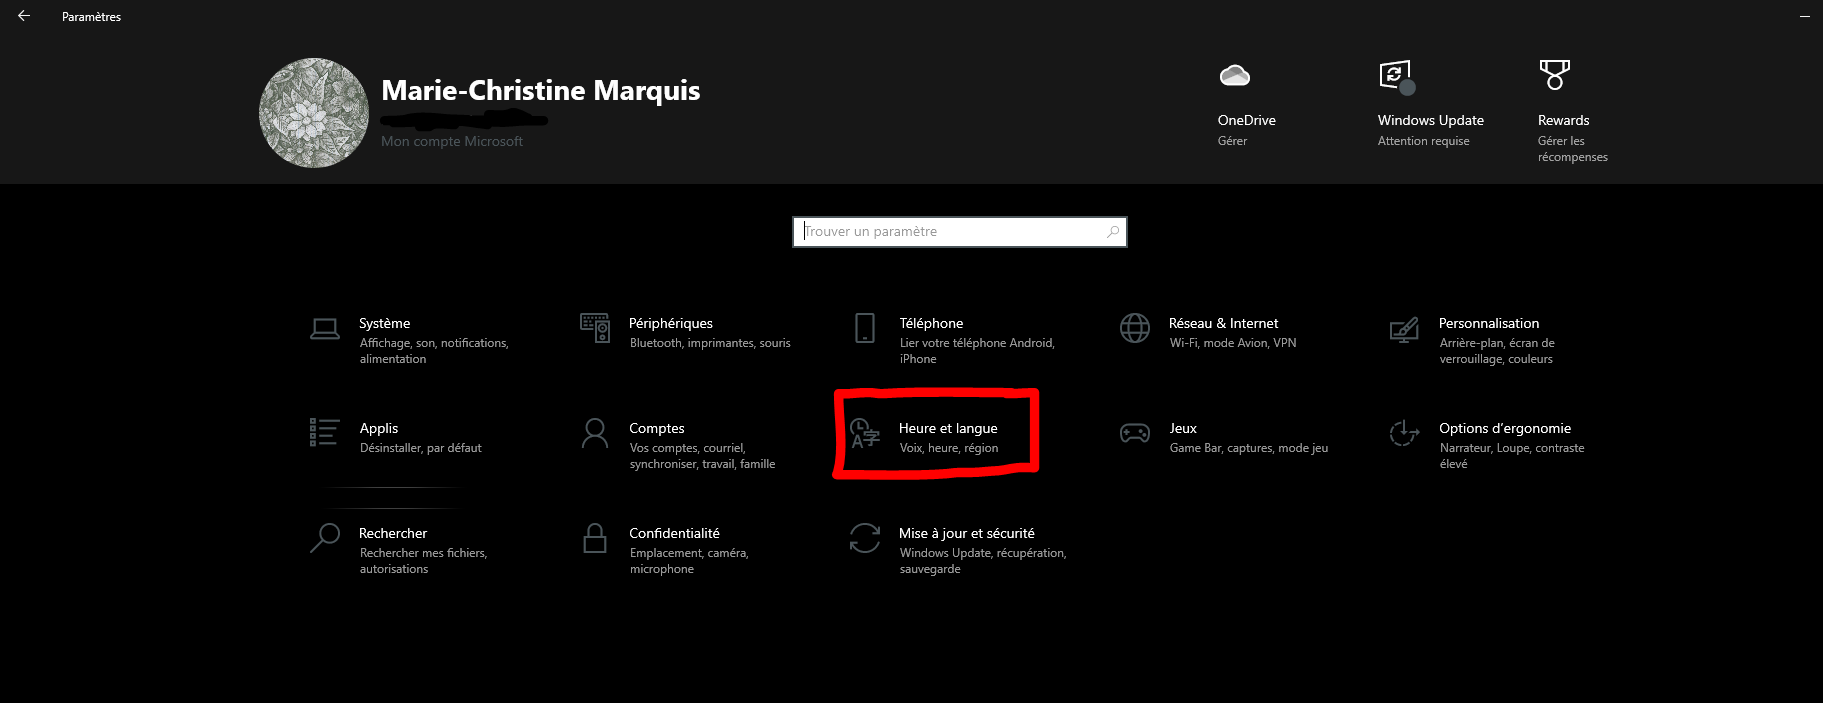 Paramètres
Marie-Christine Marquis
Mon compte Microsoft
OneDrive
Gérer
Windows Update
Attention requise
Rewards
Gérer les
récompenses
Trouver un paramètre
Système
Affichage, son, notifications,
alimentation
Périphériques
Bluetooth, imprimantes, souris
Téléphone
Lier votre téléphone Android,
iPhone
Réseau & Internet
Wi-Fi, mode Avion, VPN
Personnalisation
Arrière-plan, écran de
verrouillage, couleurs
Applis
Désinstaller, par défaut
Comptes
Vos comptes, courriel,
synchroniser, travail, famille
Heure et langue
Voix, heure, région
Jeux
Game Bar, captures, mode jeu
Options d'ergonomie
Narrateur, Loupe, contraste
élevé
Rechercher
Rechercher mes fichiers,
autorisations
Confidentialité
Emplacement, caméra,
microphone
Mise à jour et sécurité
Windows Update, récupération,
sauvegarde